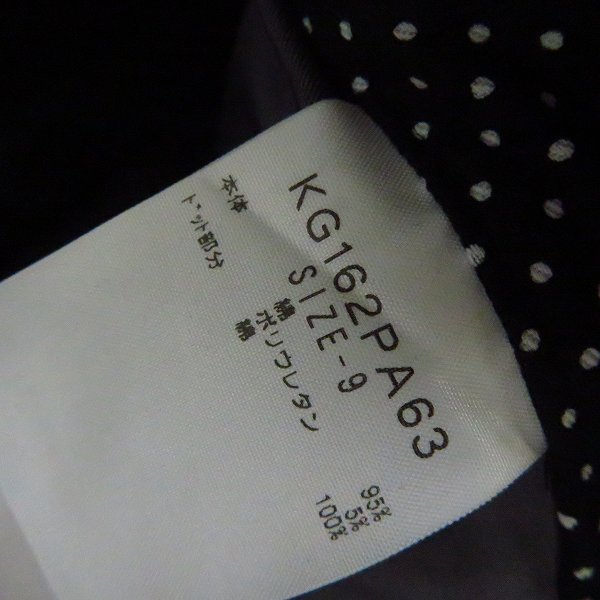 KG162PA63
SIZE-9
本体 綿 95%
ポリウレタン 5%
ドット部分 綿 100%